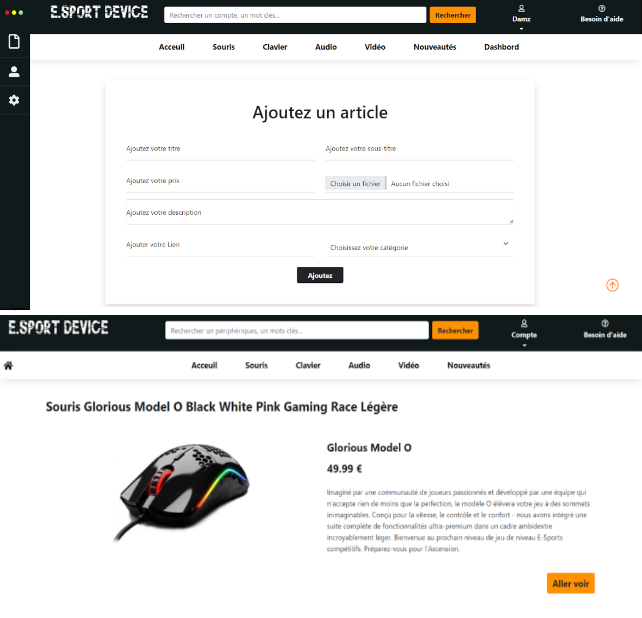 E.SPORT DEVICE
Rechercher un compte, un mot clés...
Rechercher
Damz
Besoin d'aide
Acceuil Souris Clavier Audio Vidéo Nouveautés Dashbord
Ajoutez un article
Ajoutez votre titre
Ajoutez votre sous-titre
Ajoutez votre prix
Choisir un fichier Aucun fichier choisi
Ajoutez votre description
Ajouter votre Lien
Choisissez votre catégorie
Ajoutez
E.SPORT DEVICE
Rechercher un périphériques, un mots clés...
Rechercher
Compte
Besoin d'aide
Acceuil Souris Clavier Audio Vidéo Nouveautés
Souris Glorious Model O Black White Pink Gaming Race Légère
Glorious Model O
49.99 €
Imaginé par une communauté de joueurs passionnés et développé par une équipe qui
n'accepte rien de moins que la perfection, le modèle O élèvera votre jeu à des sommets
inimaginables. Conçu pour la vitesse, le contrôle et le confort - nous avons intégré une
suite complète de fonctionnalités ultra-premium dans un cadre ambidextre
incroyablement léger. Bienvenue au prochain niveau de jeu de niveau E-Sports
compétitifs. Préparez-vous pour l'Ascension.
Aller voir